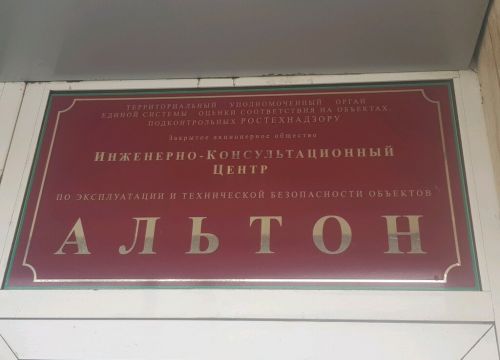 ТЕРРИТОРИАЛЬНЫЙ УПОЛНОМОЧЕННЫЙ ОРГАН
ЕДИНОЙ СИСТЕМЫ ОЦЕНКИ СООТВЕТСТВИЯ НА ОБЪЕКТАХ,
ПОДКОНТРОЛЬНЫХ РОСТЕХНАДЗОРУ
Закрытое акционерное общество
ИНЖЕНЕРНО-КОНСУЛЬТАЦИОННЫЙ
ЦЕНТР
ПО ЭКСПЛУАТАЦИИ И ТЕХНИЧЕСКОЙ БЕЗОПАСНОСТИ ОБЪЕКТОВ
АЛЬТОН